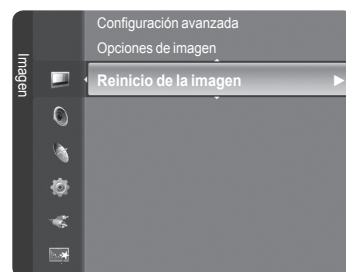 Imagen
Configuración avanzada
Opciones de imagen
Reinicio de la imagen